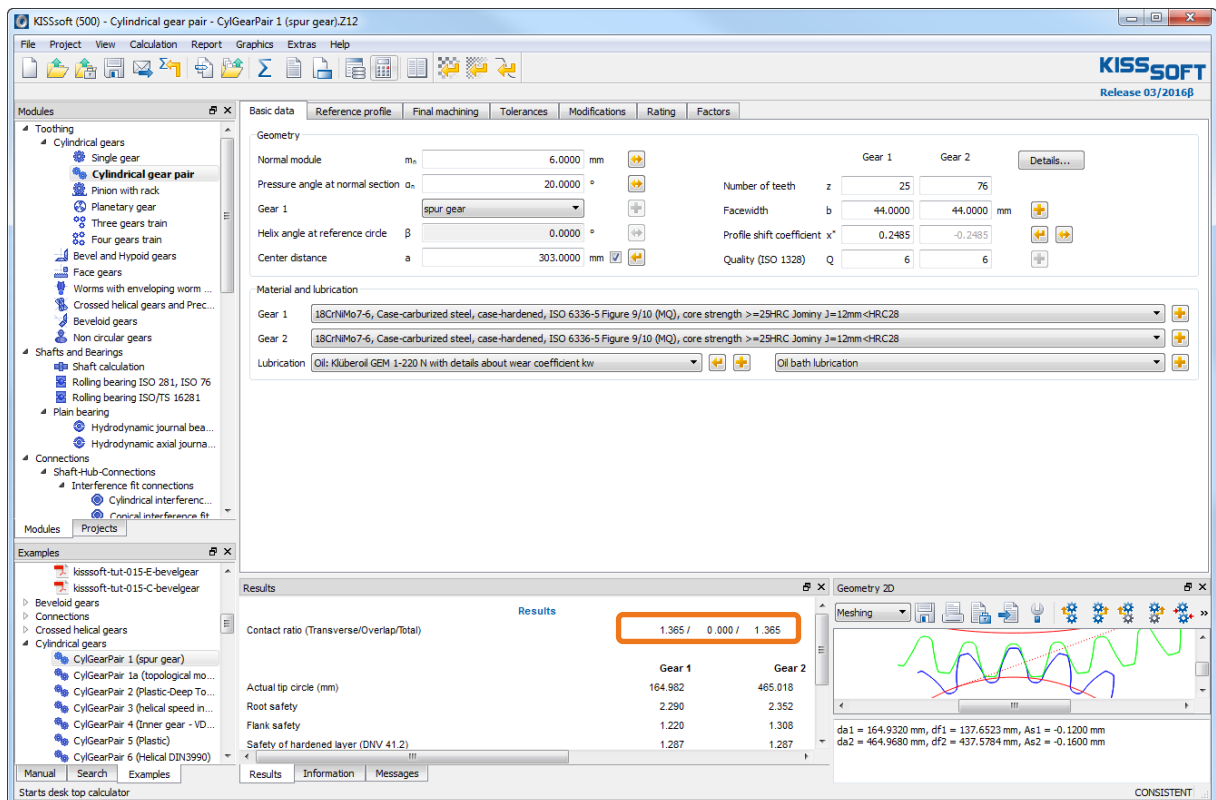 KISSsoft (500) - Cylindrical gear pair - CylGearPair 1 (spur gear).Z12
File Project View Calculation Report Graphics Extras Help
KISSSOFT
Release 03/2016β
Modules
Toothing
Cylindrical gears
Single gear
Cylindrical gear pair
Pinion with rack
Planetary gear
Three gears train
Four gears train
Bevel and Hypoid gears
Face gears
Worms with enveloping worm ...
Crossed helical gears and Prec...
Beveloid gears
Non circular gears
Shafts and Bearings
Shaft calculation
Rolling bearing ISO 281, ISO 76
Rolling bearing ISO/TS 16281
Plain bearing
Hydrodynamic journal bea...
Hydrodynamic axial journa...
Connections
Shaft-Hub-Connections
Interference fit connections
Cylindrical interferenc...
Conical interference fit
Modules Projects
Examples
kisssoft-tut-015-E-bevelgear
kisssoft-tut-015-C-bevelgear
Beveloid gears
Connections
Crossed helical gears
Cylindrical gears
CylGearPair 1 (spur gear)
CylGearPair 1a (topological mo...
CylGearPair 2 (Plastic-Deep To...
CylGearPair 3 (helical speed in...
CylGearPair 4 (Inner gear - VD...
CylGearPair 5 (Plastic)
CylGearPair 6 (Helical DIN3990)
Manual Search Examples
Basic data Reference profile Final machining Tolerances Modifications Rating Factors
Geometry
Normal module mn 6.0000 mm
Pressure angle at normal section αn 20.0000 °
Gear 1 spur gear
Helix angle at reference circle β 0.0000 °
Center distance a 303.0000 mm
Gear 1 Gear 2 Details...
Number of teeth z 25 76
Facewidth b 44.0000 44.0000 mm
Profile shift coefficient x* 0.2485 -0.2485
Quality (ISO 1328) Q 6 6
Material and lubrication
Gear 1 18CrNiMo7-6, Case-carburized steel, case-hardened, ISO 6336-5 Figure 9/10 (MQ), core strength >=25HRC Jominy J=12mm<HRC28
Gear 2 18CrNiMo7-6, Case-carburized steel, case-hardened, ISO 6336-5 Figure 9/10 (MQ), core strength >=25HRC Jominy J=12mm<HRC28
Lubrication Oil: Klüberoil GEM 1-220 N with details about wear coefficient kw Oil bath lubrication
Results
Results
Contact ratio (Transverse/Overlap/Total) 1.365 / 0.000 / 1.365
Gear 1 Gear 2
Actual tip circle (mm) 164.982 465.018
Root safety 2.290 2.352
Flank safety 1.220 1.308
Safety of hardened layer (DNV 41.2) 1.287 1.287
Results Information Messages
Geometry 2D
Meshing »
da1 = 164.9320 mm, df1 = 137.6523 mm, As1 = -0.1200 mm
da2 = 464.9680 mm, df2 = 437.5784 mm, As2 = -0.1600 mm
Starts desk top calculator CONSISTENT